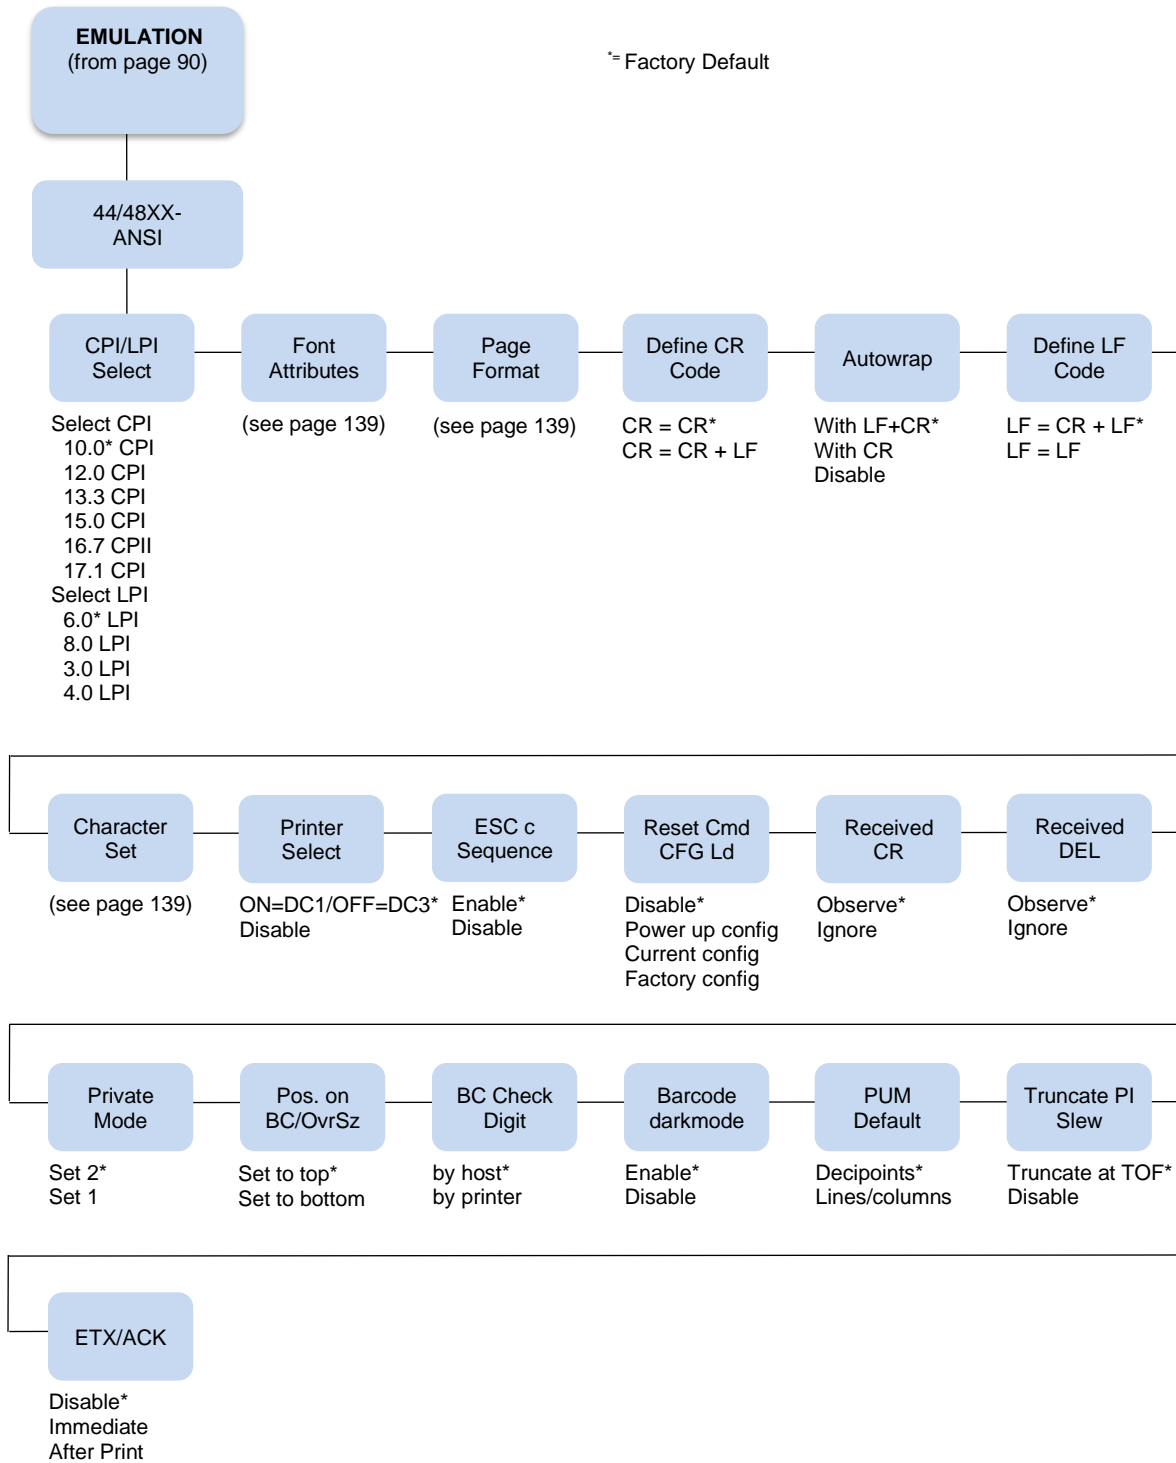 EMULATION
(from page 90)
*= Factory Default
44/48XX-
ANSI
CPI/LPI
Select
Font
Attributes
Page
Format
Define CR
Code
Autowrap
Define LF
Code
Select CPI
10.0* CPI
12.0 CPI
13.3 CPI
15.0 CPI
16.7 CPII
17.1 CPI
Select LPI
6.0* LPI
8.0 LPI
3.0 LPI
4.0 LPI
(see page 139)
(see page 139)
CR = CR*
CR = CR + LF
With LF+CR*
With CR
Disable
LF = CR + LF*
LF = LF
Character
Set
Printer
Select
ESC c
Sequence
Reset Cmd
CFG Ld
Received
CR
Received
DEL
(see page 139)
ON=DC1/OFF=DC3*
Disable
Enable*
Disable
Disable*
Power up config
Current config
Factory config
Observe*
Ignore
Observe*
Ignore
Private
Mode
Pos. on
BC/OvrSz
BC Check
Digit
Barcode
darkmode
PUM
Default
Truncate PI
Slew
Set 2*
Set 1
Set to top*
Set to bottom
by host*
by printer
Enable*
Disable
Decipoints*
Lines/columns
Truncate at TOF*
Disable
ETX/ACK
Disable*
Immediate
After Print